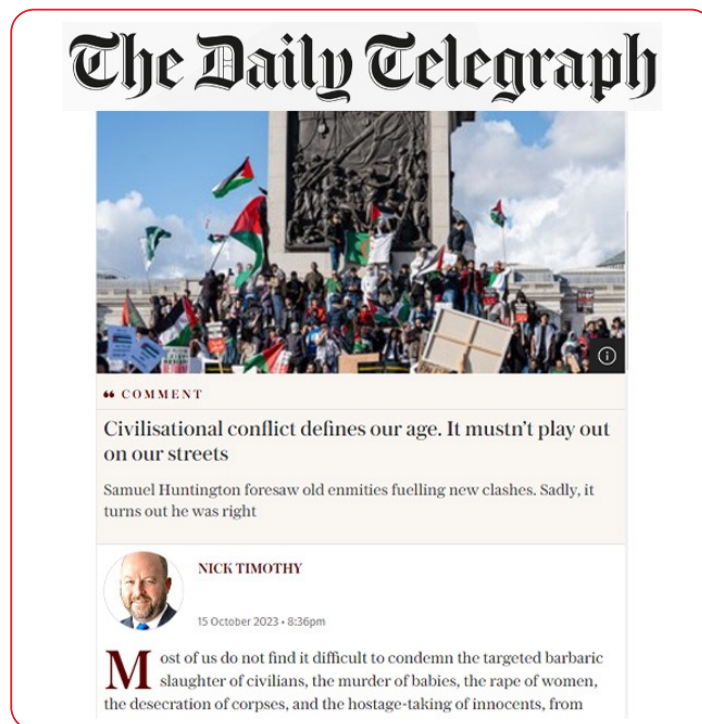 The Daily Telegraph
COMMENT
Civilisational conflict defines our age. It mustn’t play out
on our streets
Samuel Huntington foresaw old enmities fuelling new clashes. Sadly, it
turns out he was right
NICK TIMOTHY
15 October 2023 • 8:36pm
Most of us do not find it difficult to condemn the targeted barbaric
slaughter of civilians, the murder of babies, the rape of women,
the desecration of corpses, and the hostage-taking of innocents, from